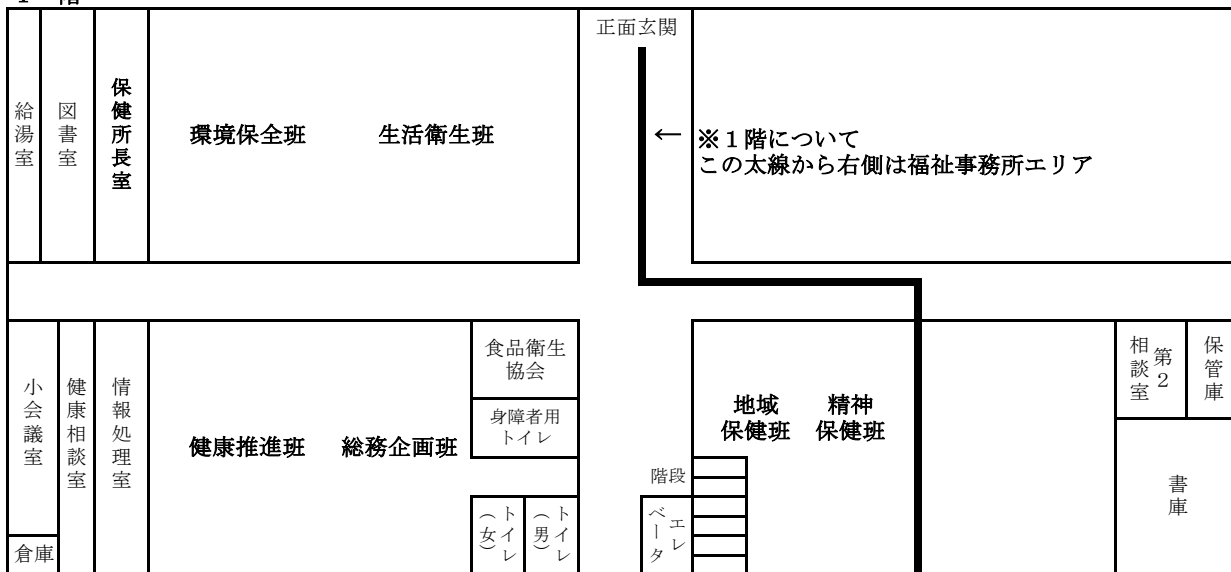 1 階
正面玄関
給湯室
図書室
保健所長室
環境保全班
生活衛生班
← ※1階について
この太線から右側は福祉事務所エリア
小会議室
倉庫
健康相談室
情報処理室
健康推進班
総務企画班
食品衛生
協会
身障者用
トイレ
トイレ
(女)
トイレ
(男)
階段
エレ
ベータ
地域
保健班
精神
保健班
第2
相談室
保管庫
書庫